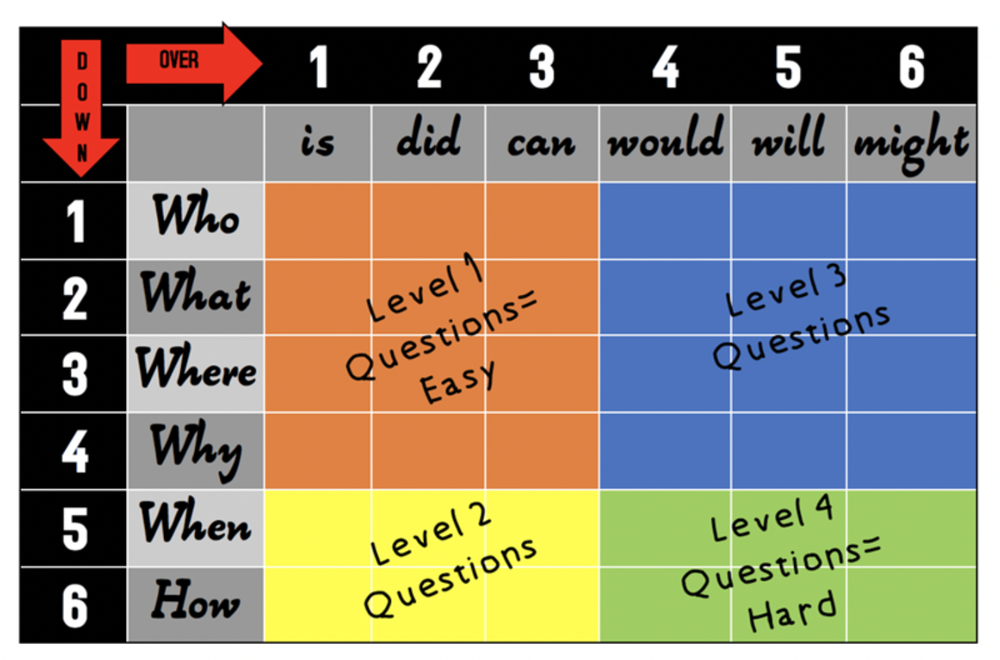 DOWN
OVER 1 2 3 4 5 6
is did can would will might
1 Who
2 What
3 Where
4 Why
5 When
6 How
Level 1
Questions=
Easy
Level 3
Questions
Level 2
Questions
Level 4
Questions=
Hard